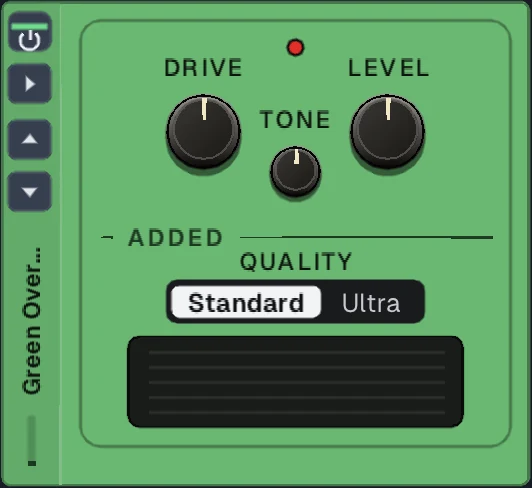 DRIVE
LEVEL
TONE
ADDED
QUALITY
Standard
Ultra
Green Over...